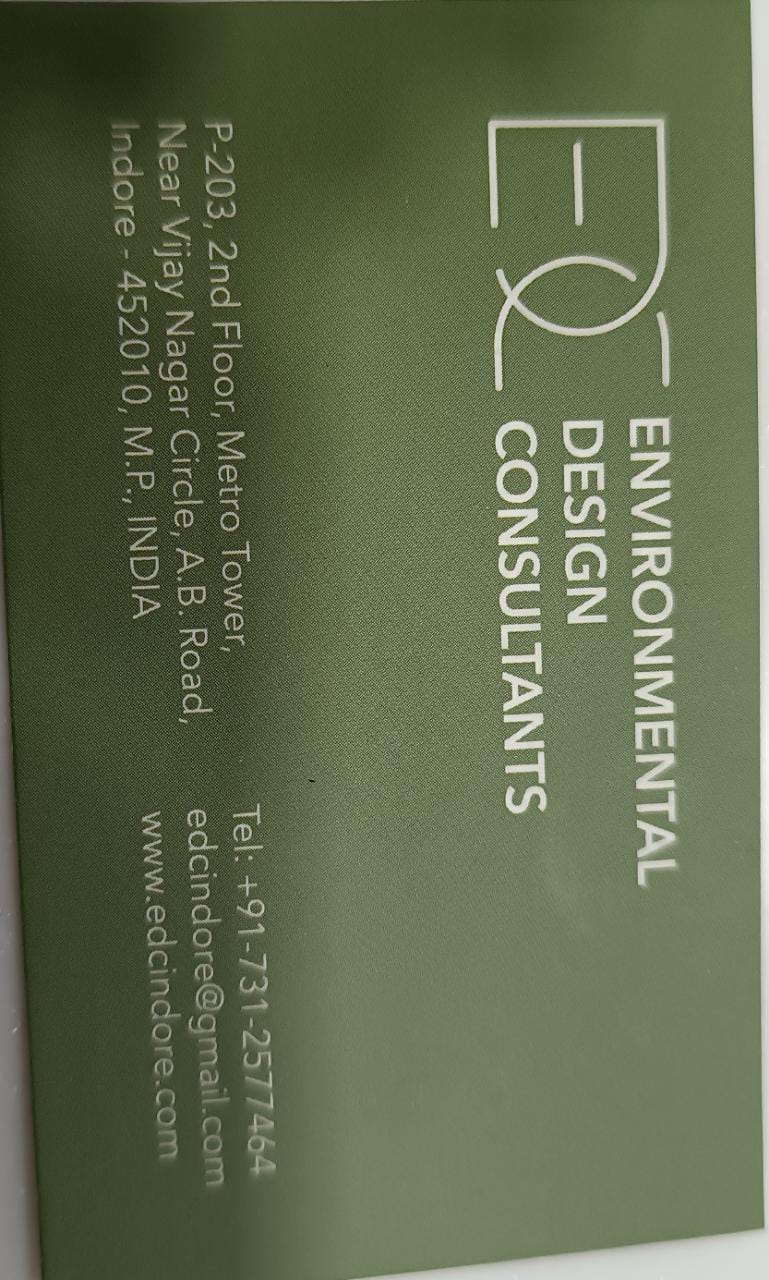 EDC
ENVIRONMENTAL
DESIGN
CONSULTANTS
P-203, 2nd Floor, Metro Tower,
Near Vijay Nagar Circle, A.B. Road,
Indore - 452010, M.P., INDIA
Tel: +91-731-2577464
edcindore@gmail.com
www.edcindore.com